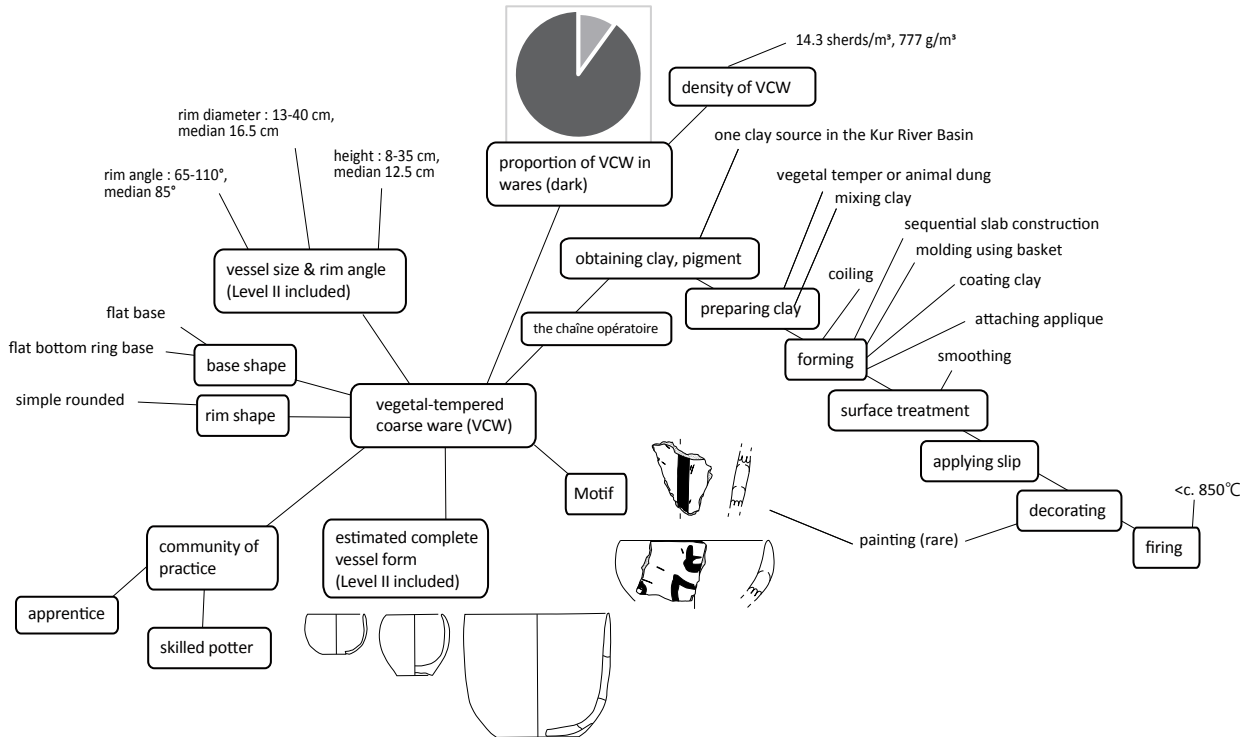 14.3 sherds/m³, 777 g/m³
density of VCW
proportion of VCW in
wares (dark)
rim diameter : 13-40 cm,
median 16.5 cm
height : 8-35 cm,
median 12.5 cm
rim angle : 65-110°,
median 85°
vessel size & rim angle
(Level II included)
one clay source in the Kur River Basin
obtaining clay, pigment
vegetal temper or animal dung
mixing clay
preparing clay
the chaîne opératoire
sequential slab construction
molding using basket
coiling
coating clay
attaching applique
forming
smoothing
surface treatment
applying slip
decorating
<c. 850℃
firing
painting (rare)
flat base
flat bottom ring base
base shape
simple rounded
rim shape
vegetal-tempered
coarse ware (VCW)
Motif
community of
practice
apprentice
skilled potter
estimated complete
vessel form
(Level II included)